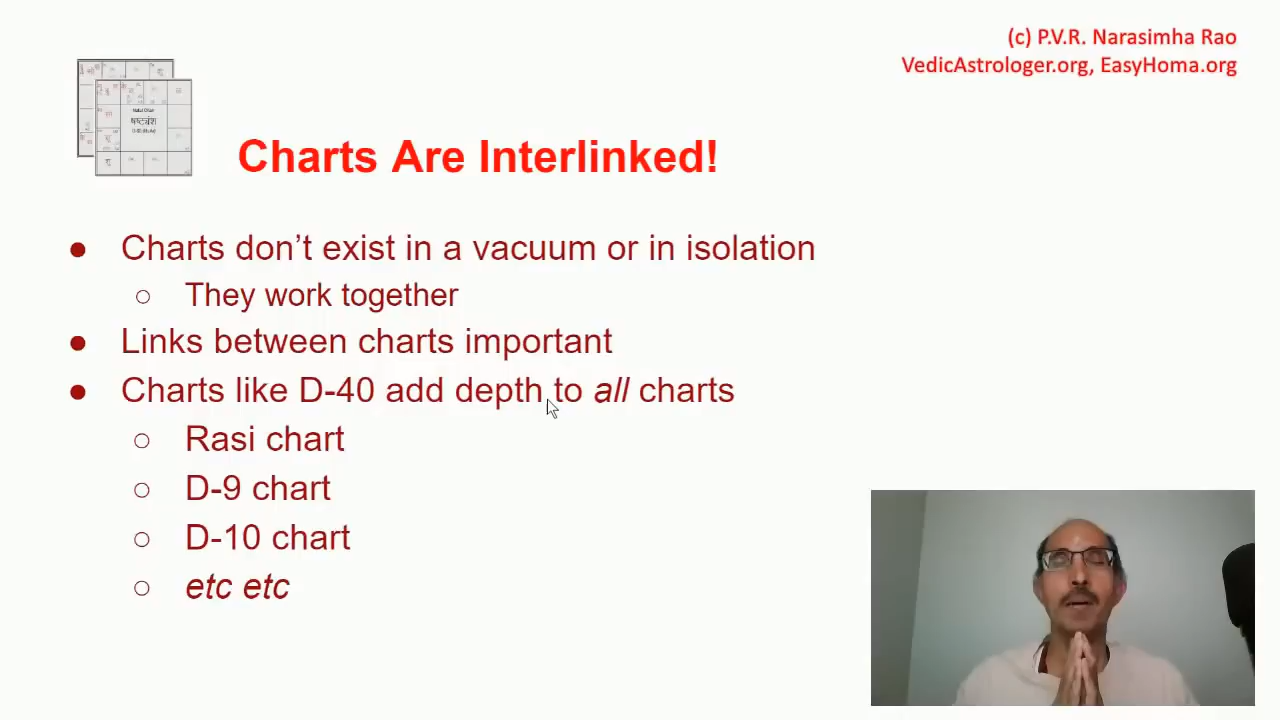 (c) P.V.R. Narasimha Rao
VedicAstrologer.org, EasyHoma.org
Charts Are Interlinked!
● Charts don’t exist in a vacuum or in isolation
○ They work together
● Links between charts important
● Charts like D-40 add depth to all charts
○ Rasi chart
○ D-9 chart
○ D-10 chart
○ etc etc